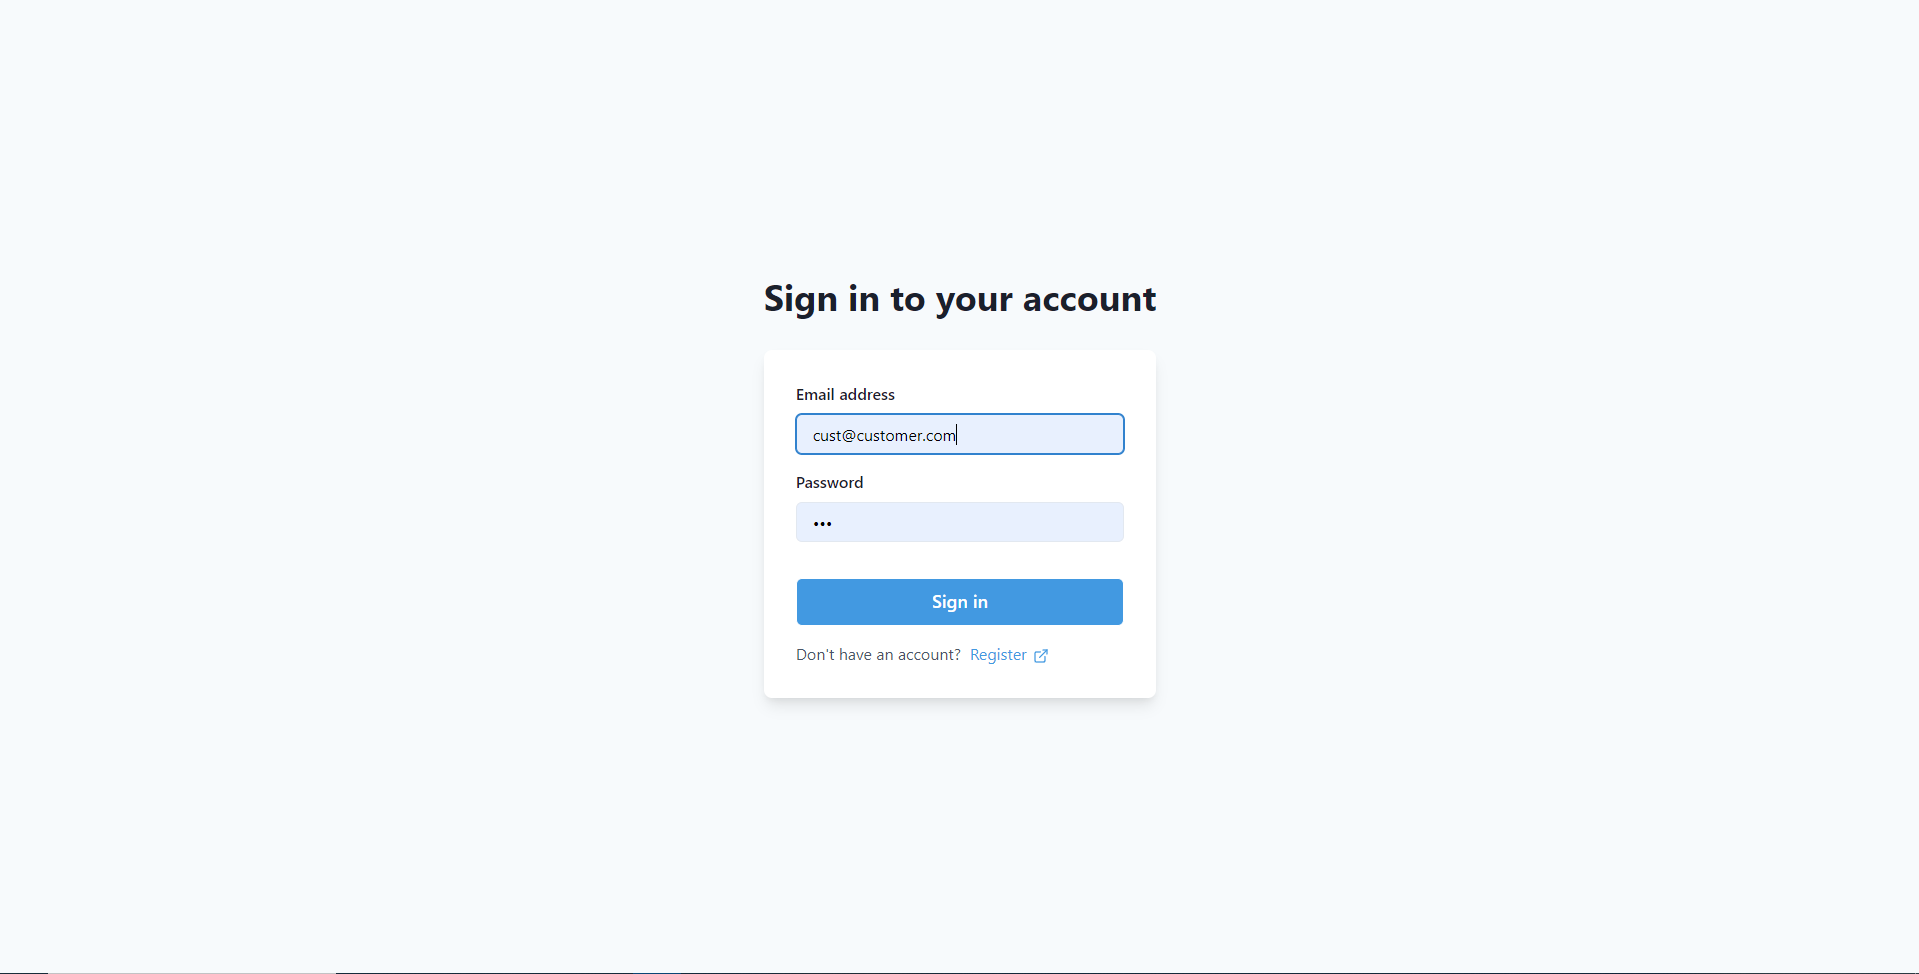 Sign in to your account
Email address
cust@customer.com
Password
•••
Sign in
Don't have an account? Register